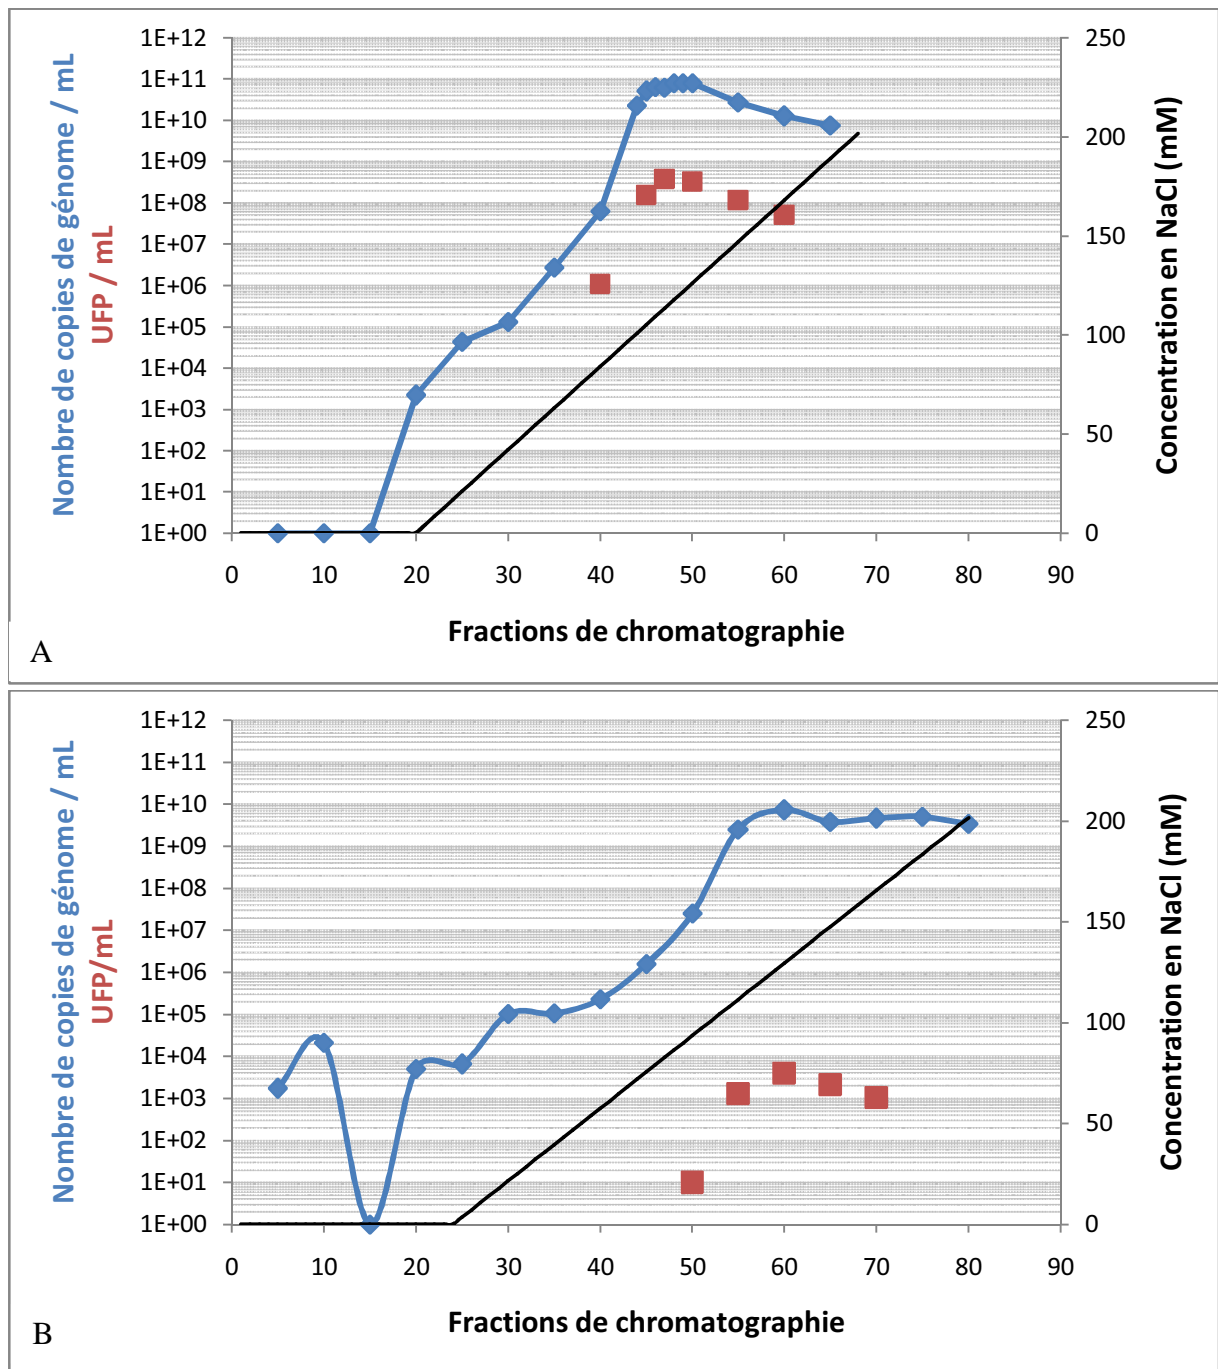 Nombre de copies de génome / mL
UFP / mL
1E+12
1E+11
1E+10
1E+09
1E+08
1E+07
1E+06
1E+05
1E+04
1E+03
1E+02
1E+01
1E+00
250
200
150
100
50
0
Concentration en NaCl (mM)
0 10 20 30 40 50 60 70 80 90
Fractions de chromatographie
A
Nombre de copies de génome / mL
UFP/mL
1E+12
1E+11
1E+10
1E+09
1E+08
1E+07
1E+06
1E+05
1E+04
1E+03
1E+02
1E+01
1E+00
250
200
150
100
50
0
Concentration en NaCl (mM)
0 10 20 30 40 50 60 70 80 90
Fractions de chromatographie
B